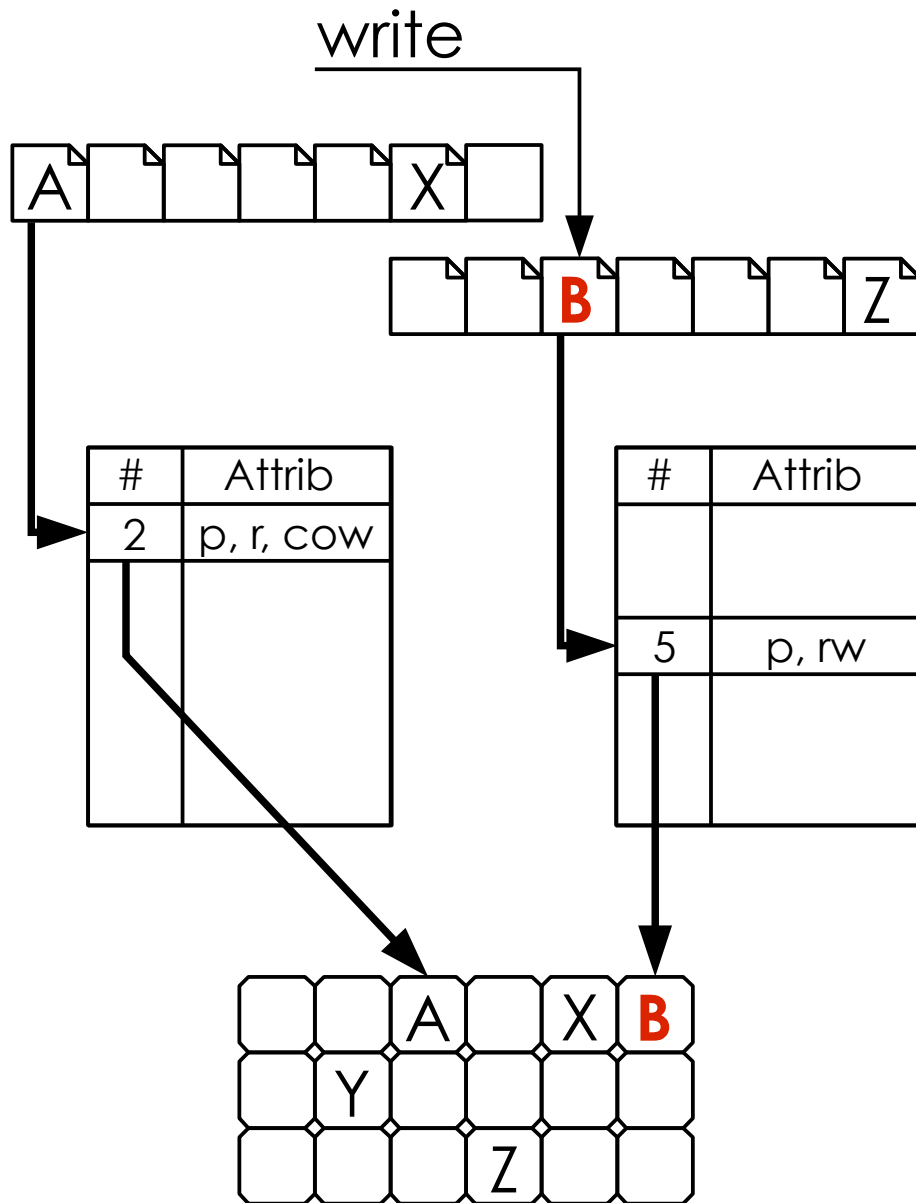 write
A X
B Z
# Attrib
2 p, r, cow
# Attrib
5 p, rw
A X B
Y
Z